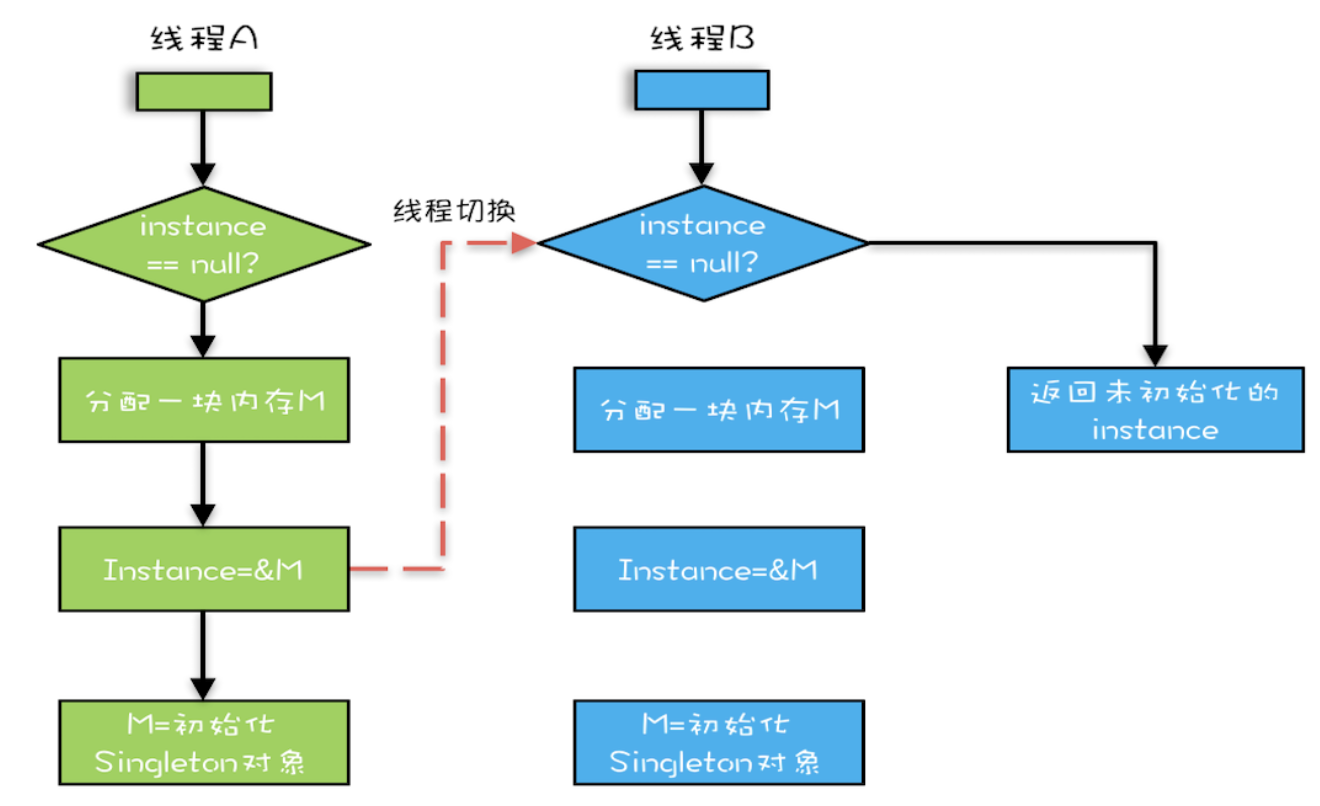 线程A
线程B
instance
== null?
线程切换
instance
== null?
分配一块内存M
分配一块内存M
返回未初始化的
instance
Instance=&M
Instance=&M
M=初始化
Singleton对象
M=初始化
Singleton对象